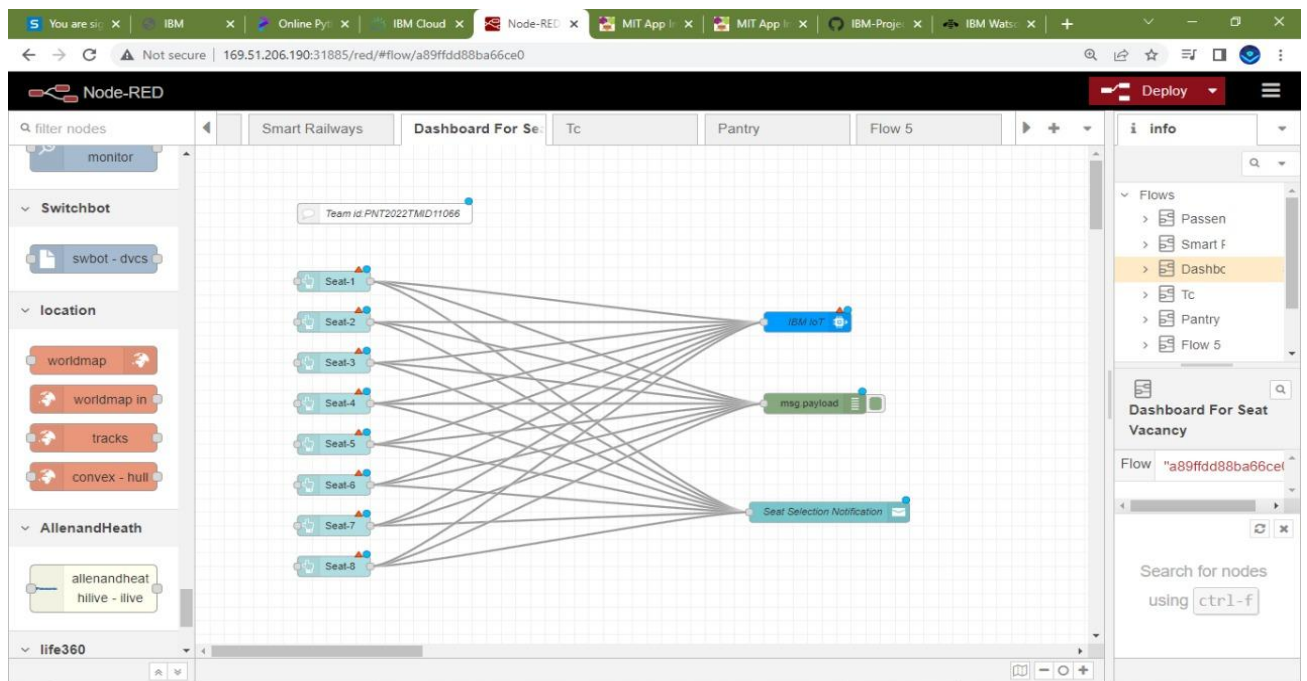 You are sig
IBM
Online Pyt
IBM Cloud
Node-RED
MIT App In
MIT App In
IBM-Projec
IBM Watso
Not secure | 169.51.206.190:31885/red/#flow/a89ffdd88ba66ce0
Node-RED
Deploy
filter nodes
Smart Railways
Dashboard For Se
Tc
Pantry
Flow 5
i info
monitor
Switchbot
swbot - dvcs
location
worldmap
worldmap in
tracks
convex - hull
AllenandHeath
allenandheat
hilive - ilive
life360
Team id:PNT2022TMID11066
Seat-1
Seat-2
Seat-3
Seat-4
Seat-5
Seat-6
Seat-7
Seat-8
IBM IoT
msg.payload
Seat Selection Notification
Flows
Passen
Smart F
Dashbc
Tc
Pantry
Flow 5
Dashboard For Seat
Vacancy
Flow "a89ffdd88ba66ce(
Search for nodes
using ctrl-f